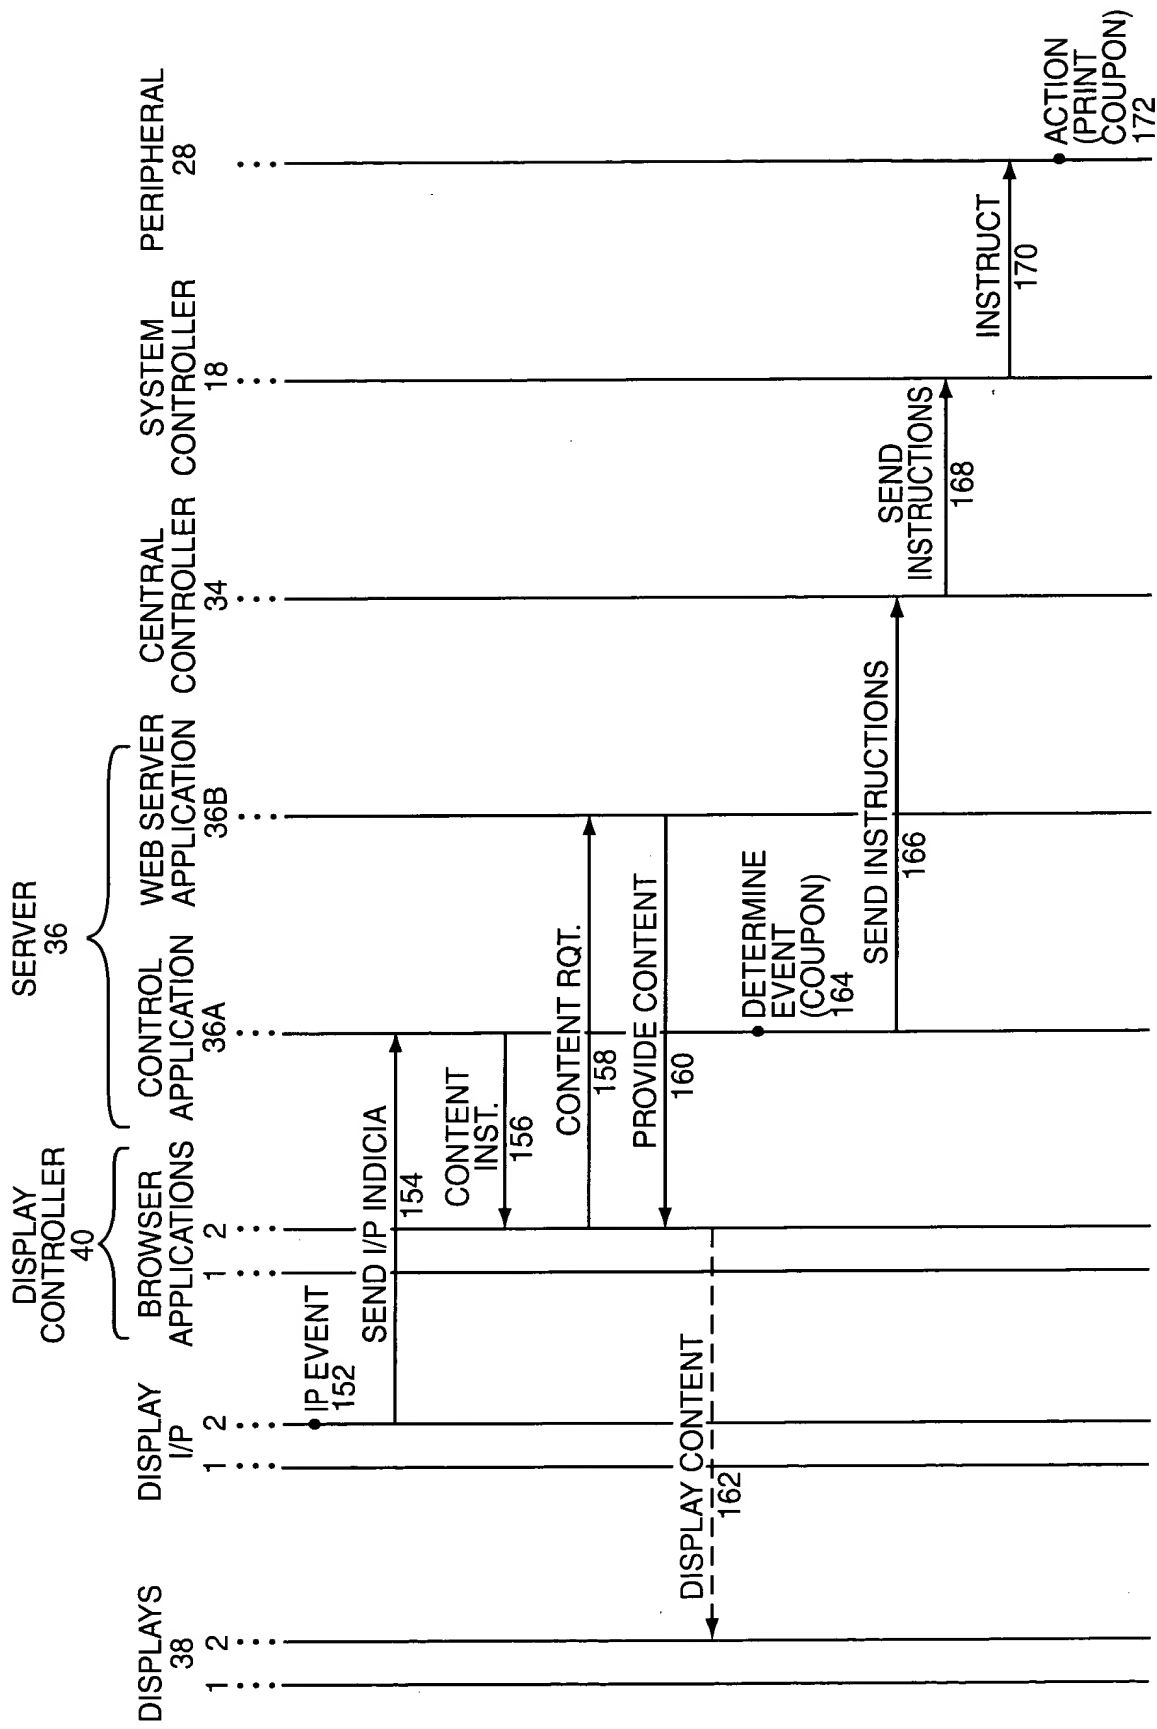 DISPLAY
CONTROLLER
40
SERVER
36
DISPLAYS
38
1 ... 2 ...
DISPLAY
I/P
1 ... 2 ...
BROWSER
APPLICATIONS
1 ... 2 ...
CONTROL
APPLICATION
36A
...
WEB SERVER
APPLICATION
36B
...
CENTRAL
CONTROLLER
34
...
SYSTEM
CONTROLLER
18
...
PERIPHERAL
28
...
IP EVENT
152
SEND I/P INDICIA
154
CONTENT
INST.
156
CONTENT RQT.
158
PROVIDE CONTENT
160
DISPLAY CONTENT
162
DETERMINE
EVENT
(COUPON)
164
SEND INSTRUCTIONS
166
SEND
INSTRUCTIONS
168
INSTRUCT
170
ACTION
(PRINT
COUPON)
172